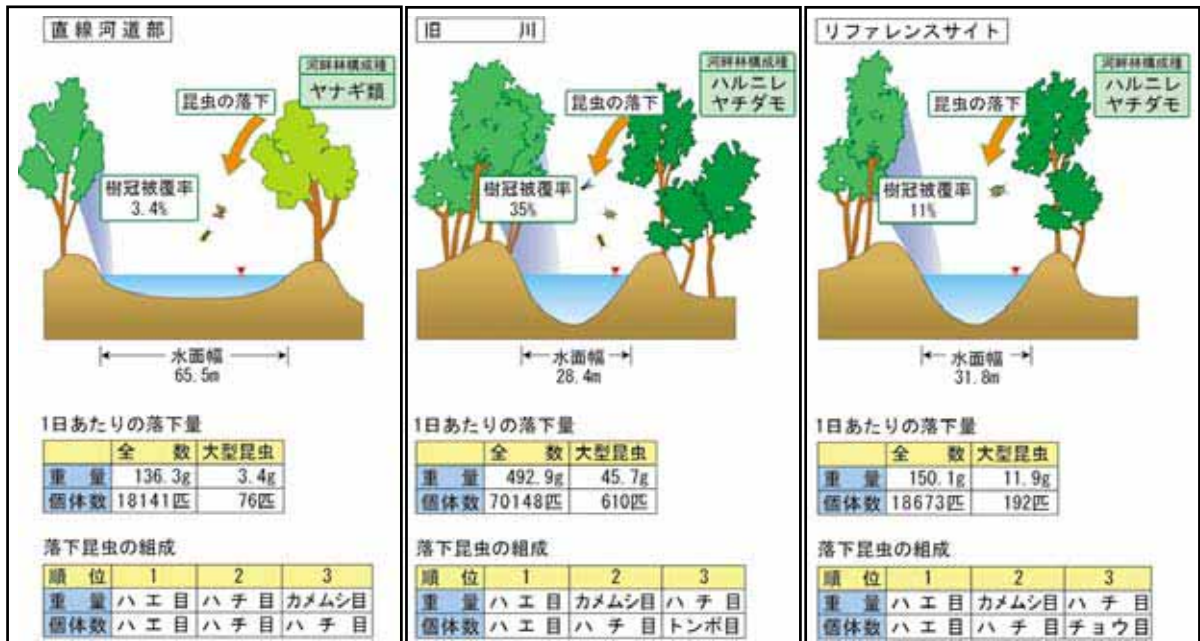 直線河道部
河畔林構成種
ヤナギ類
昆虫の落下
樹冠被覆率
3.4%
水面幅
65.5m
1日あたりの落下量
全数 大型昆虫
重量 136.3g 3.4g
個体数 18141匹 76匹
落下昆虫の組成
順位 1 2 3
重量 ハエ目 ハチ目 カメムシ目
個体数 ハエ目 ハチ目 ハチ目
旧川
河畔林構成種
ハルニレ
ヤチダモ
昆虫の落下
樹冠被覆率
35%
水面幅
28.4m
1日あたりの落下量
全数 大型昆虫
重量 492.9g 45.7g
個体数 70148匹 610匹
落下昆虫の組成
順位 1 2 3
重量 ハエ目 カメムシ目 ハチ目
個体数 ハエ目 ハチ目 トンボ目
リファレンスサイト
河畔林構成種
ハルニレ
ヤチダモ
昆虫の落下
樹冠被覆率
11%
水面幅
31.8m
1日あたりの落下量
全数 大型昆虫
重量 150.1g 11.9g
個体数 18673匹 192匹
落下昆虫の組成
順位 1 2 3
重量 ハエ目 カメムシ目 ハチ目
個体数 ハエ目 ハチ目 チョウ目